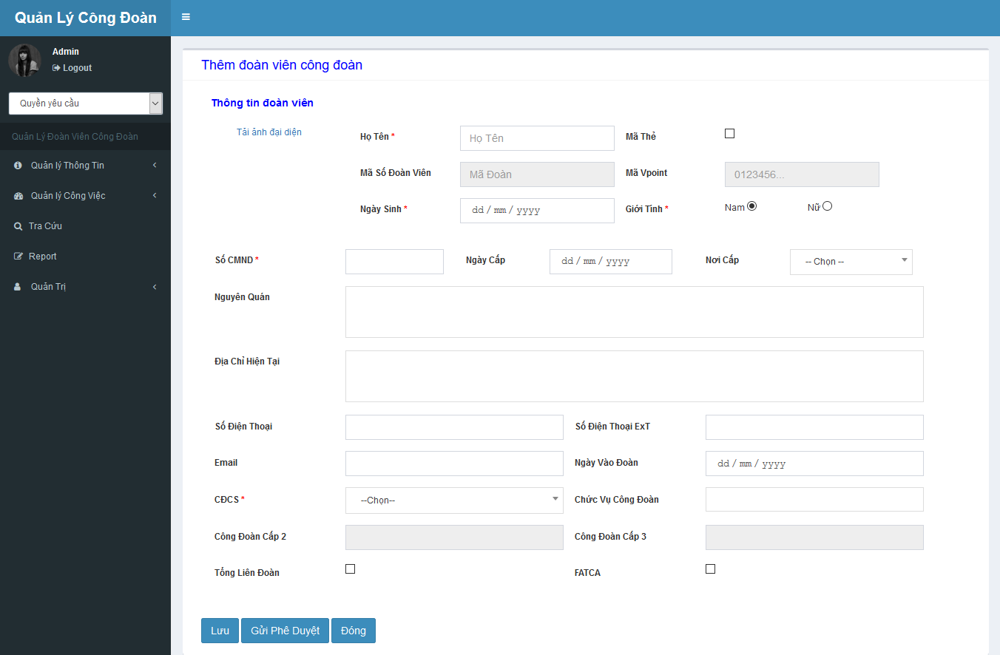 Quản Lý Công Đoàn
Admin
Logout
Quyền yêu cầu
Quản Lý Đoàn Viên Công Đoàn
Quản lý Thông Tin
Quản lý Công Việc
Tra Cứu
Report
Quản Trị
Thêm đoàn viên công đoàn
Thông tin đoàn viên
Tải ảnh đại diện
Họ Tên * Họ Tên Mã Thẻ
Mã Số Đoàn Viên Mã Đoàn Mã Vpoint 0123456...
Ngày Sinh * dd / mm / yyyy Giới Tính * Nam Nữ
Số CMND * Ngày Cấp dd / mm / yyyy Nơi Cấp -- Chọn --
Nguyên Quán
Địa Chỉ Hiện Tại
Số Điện Thoại Số Điện Thoại ExT
Email Ngày Vào Đoàn dd / mm / yyyy
CĐCS * --Chọn-- Chức Vụ Công Đoàn
Công Đoàn Cấp 2 Công Đoàn Cấp 3
Tổng Liên Đoàn FATCA
Lưu Gửi Phê Duyệt Đóng